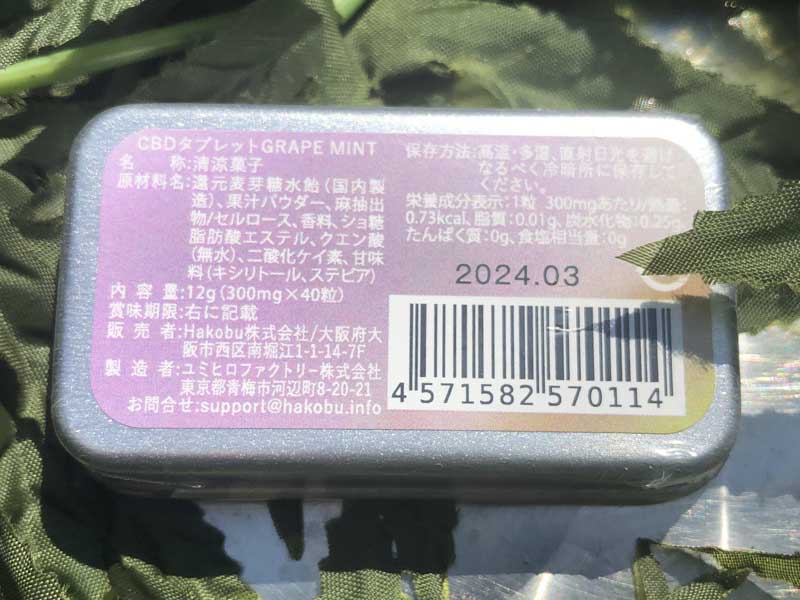 CBDタブレットGRAPE MINT
名　　称:清涼菓子
原材料名:還元麦芽糖水飴(国内製
造)、果汁パウダー、麻抽出
物/セルロース、香料、ショ糖
脂肪酸エステル、クエン酸
(無水)、二酸化ケイ素、甘味
料(キシリトール、ステビア)
内 容 量:12g(300mg×40粒)
賞味期限:右に記載
販 売 者:Hakobu株式会社/大阪府大
阪市西区南堀江1-1-14-7F
製 造 者:ユミヒロファクトリー株式会社
東京都青梅市河辺町8-20-21
お問合せ:support@hakobu.info
保存方法:高温・多湿、直射日光を避け
なるべく冷暗所に保存して
ください。
栄養成分表示:1粒 300mgあたり/熱量:
0.73kcal、脂質:0.01g、炭水化物:0.25g、
たんぱく質:0g、食塩相当量:0g
2024.03
4 571582 570114